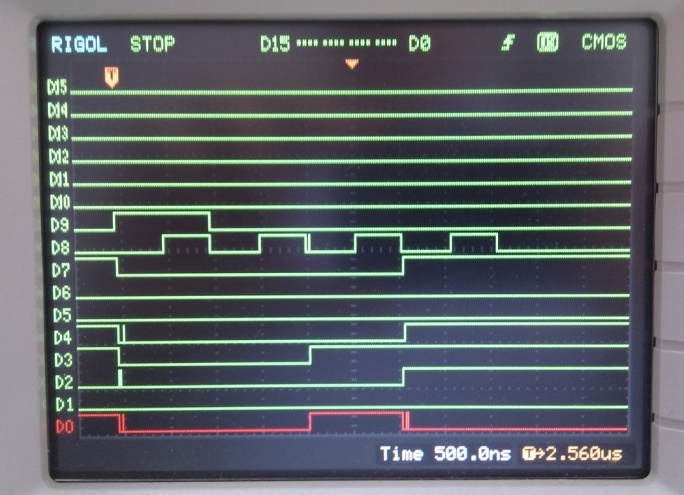 RIGOL STOP D15 D0 CMOS
T
D15
D14
D13
D12
D11
D10
D9
D8
D7
D6
D5
D4
D3
D2
D1
D0
Time 500.0ns T→2.560us